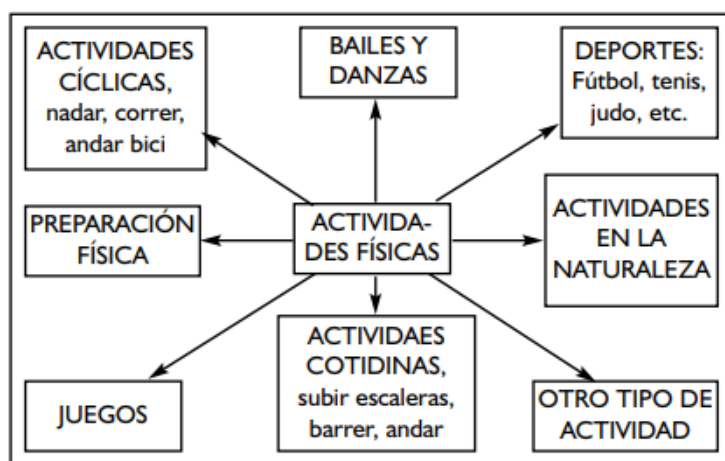 ACTIVIDADES
CÍCLICAS,
nadar, correr,
andar bici
BAILES Y
DANZAS
DEPORTES:
Fútbol, tenis,
judo, etc.
PREPARACIÓN
FÍSICA
ACTIVIDA-
DES FÍSICAS
ACTIVIDADES
EN LA
NATURALEZA
JUEGOS
ACTIVIDAES
COTIDINAS,
subir escaleras,
barrer, andar
OTRO TIPO DE
ACTIVIDAD